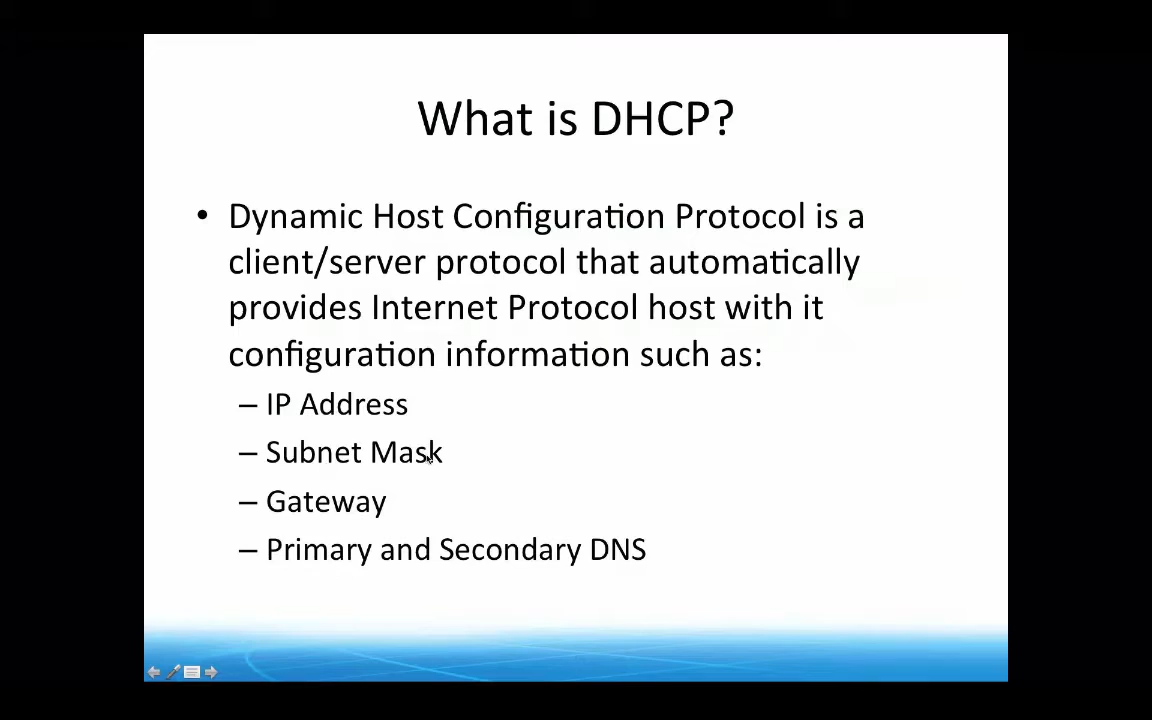 What is DHCP?
• Dynamic Host Configuration Protocol is a
client/server protocol that automatically
provides Internet Protocol host with it
configuration information such as:
– IP Address
– Subnet Mask
– Gateway
– Primary and Secondary DNS